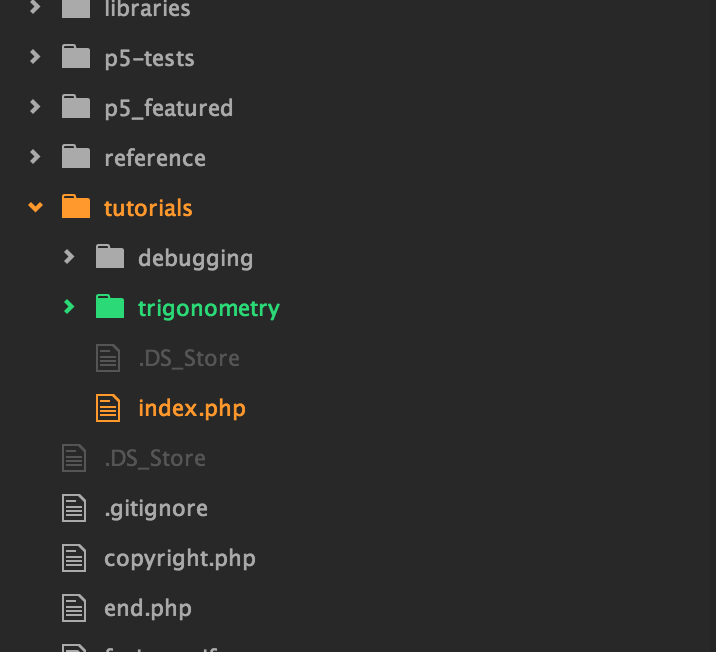 libraries
p5-tests
p5_featured
reference
tutorials
debugging
trigonometry
.DS_Store
index.php
.DS_Store
.gitignore
copyright.php
end.php